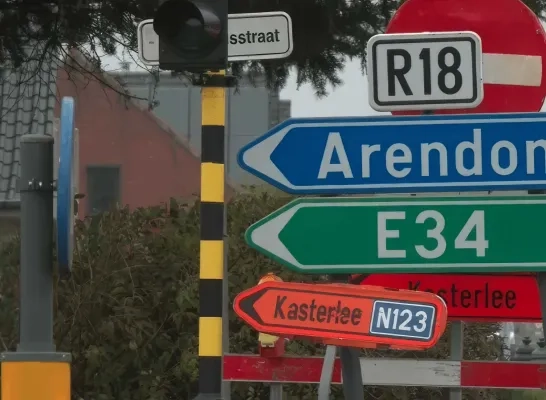 sstraat
R18
Arendon
E34
Kasterlee
Kasterlee
N123